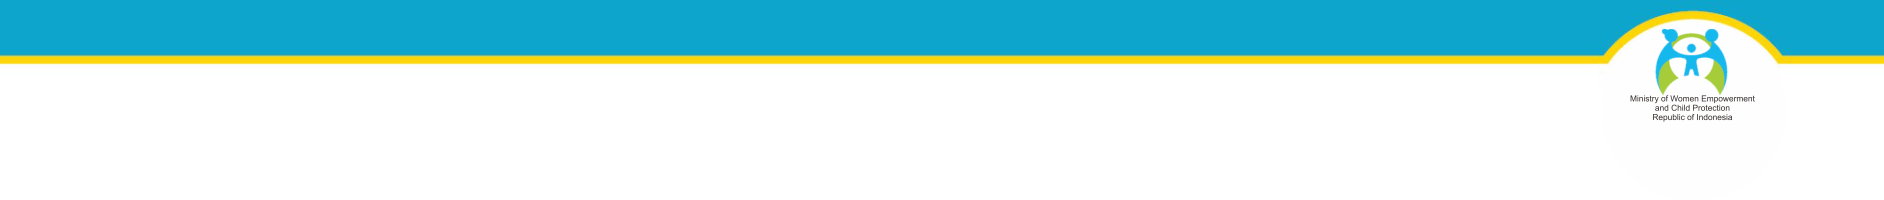 Ministry of Women Empowerment
and Child Protection
Republic of Indonesia